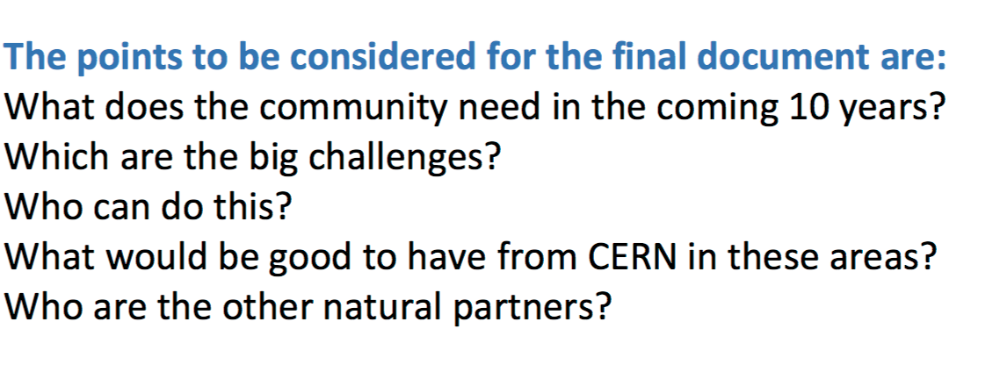 The points to be considered for the final document are:
What does the community need in the coming 10 years?
Which are the big challenges?
Who can do this?
What would be good to have from CERN in these areas?
Who are the other natural partners?